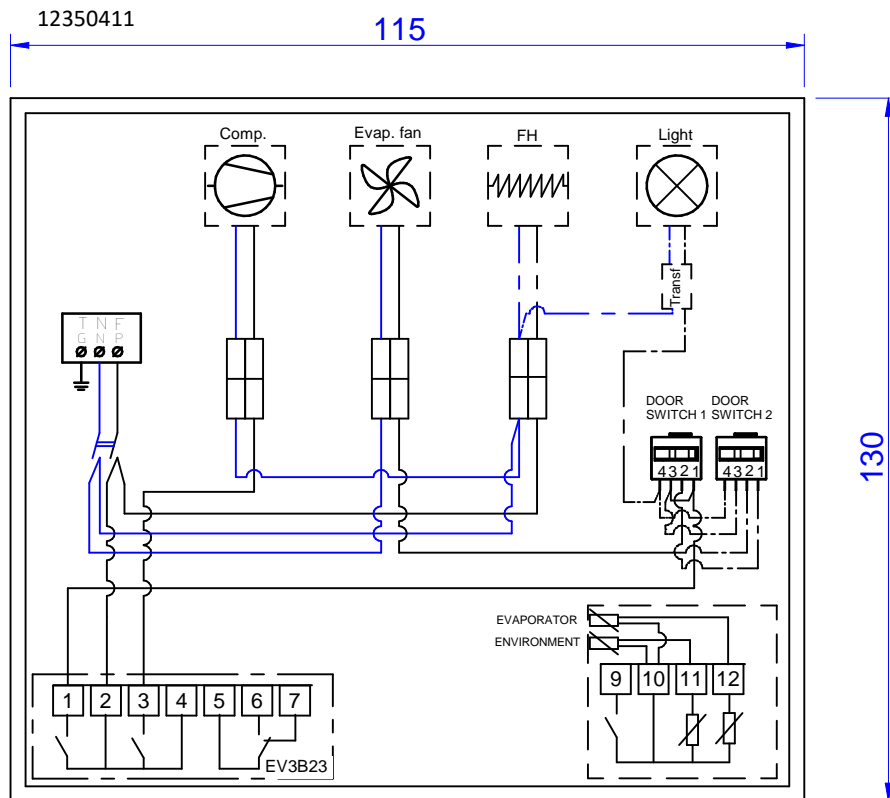 12350411
115
Comp.
Evap. fan
FH
Light
Transf
T N F
G N P
DOOR
SWITCH 1
DOOR
SWITCH 2
4321
4321
130
EVAPORATOR
ENVIRONMENT
9 10 11 12
1 2 3 4 5 6 7
EV3B23